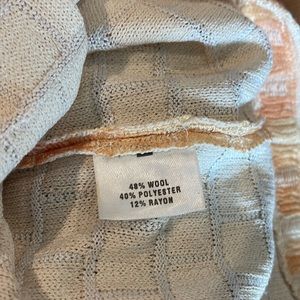 48% WOOL
40% POLYESTER
12% RAYON